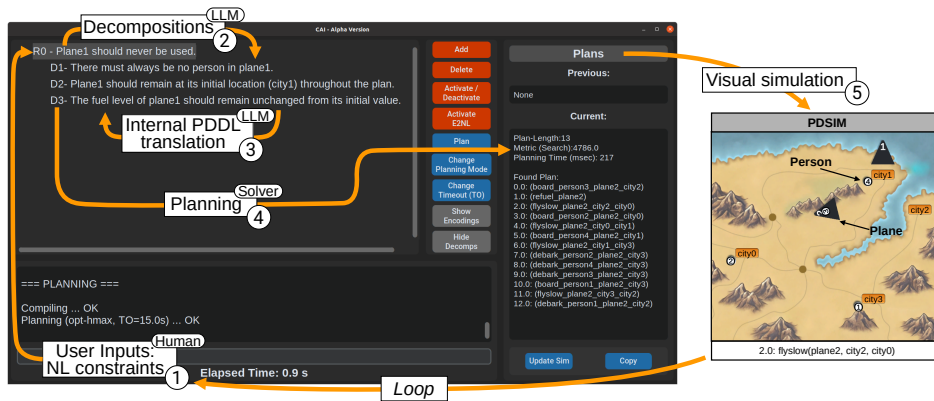 CAI - Alpha Version
Decompositions
LLM
2
R0 - Plane1 should never be used.
D1- There must always be no person in plane1.
D2- Plane1 should remain at its initial location (city1) throughout the plan.
D3- The fuel level of plane1 should remain unchanged from its initial value.
Internal PDDL
translation
LLM
3
Planning
Solver
4
=== PLANNING ===
Compiling ... OK
Planning (opt-hmax, TO=15.0s) ... OK
User Inputs:
NL constraints
Human
1
Elapsed Time: 0.9 s
Add
Delete
Activate /
Deactivate
Activate
E2NL
Plan
Change
Planning Mode
Change
Timeout (TO)
Show
Encodings
Hide
Decomps
Plans
Previous:
None
Current:
Plan-Length:13
Metric (Search):4786.0
Planning Time (msec): 217
Found Plan:
0.0: (board_person3_plane2_city2)
1.0: (refuel_plane2)
2.0: (flyslow_plane2_city2_city0)
3.0: (board_person2_plane2_city0)
4.0: (flyslow_plane2_city0_city1)
5.0: (board_person4_plane2_city1)
6.0: (flyslow_plane2_city1_city3)
7.0: (debark_person2_plane2_city3)
8.0: (debark_person4_plane2_city3)
9.0: (debark_person3_plane2_city3)
10.0: (board_person1_plane2_city3)
11.0: (flyslow_plane2_city3_city2)
12.0: (debark_person1_plane2_city2)
Update Sim
Copy
Loop
Visual simulation
5
PDSIM
1
Person
city1
4
city2
Plane
city0
2
city3
1
2.0: flyslow(plane2, city2, city0)